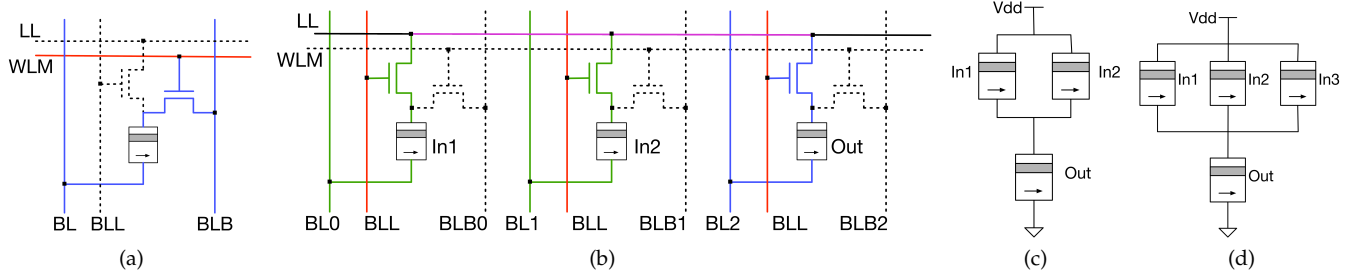 LL
WLM
BL BLL BLB
(a)
LL
WLM
In1 In2 Out
BL0 BLL BLB0 BL1 BLL BLB1 BL2 BLL BLB2
(b)
Vdd
In1 In2
Out
(c)
Vdd
In1 In2 In3
Out
(d)